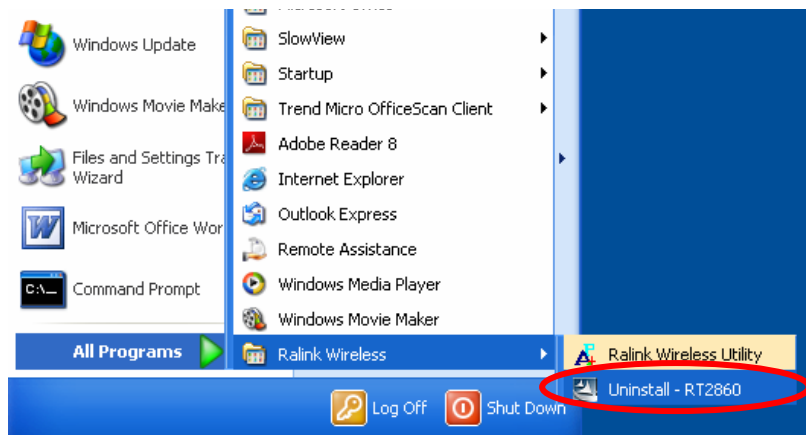 Windows Update
Windows Movie Make
Files and Settings Tra
Wizard
Microsoft Office Wor
C:\_
Command Prompt
All Programs
SlowView
Startup
Trend Micro OfficeScan Client
Adobe Reader 8
Internet Explorer
Outlook Express
Remote Assistance
Windows Media Player
Windows Movie Maker
Ralink Wireless
Ralink Wireless Utility
Uninstall - RT2860
Log Off
Shut Down